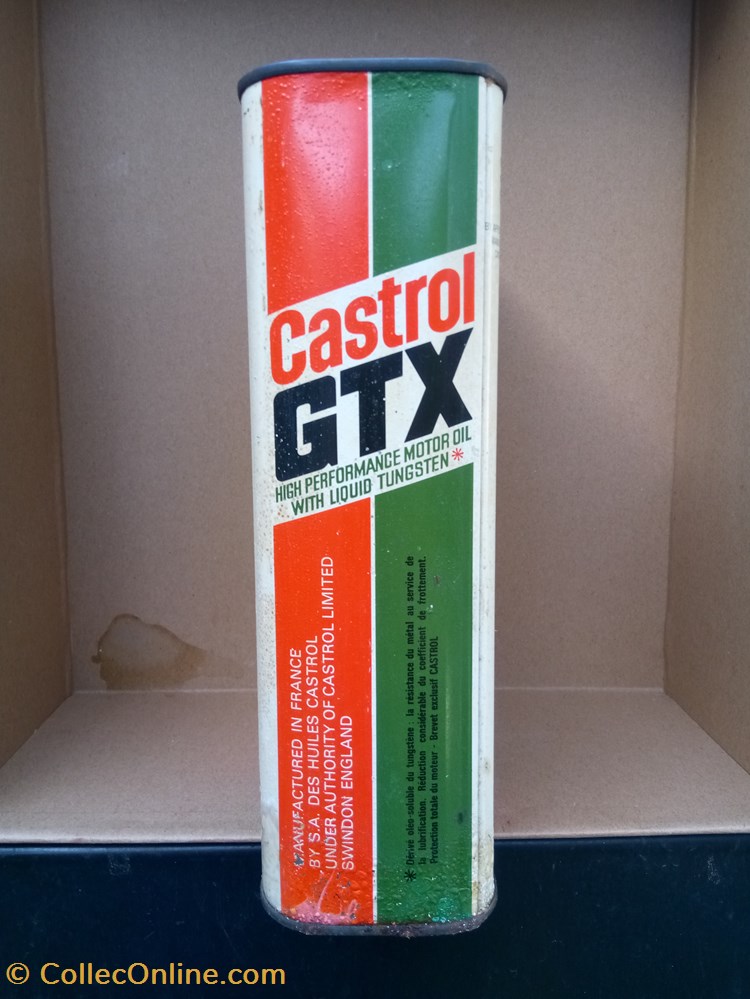 Castrol
GTX
HIGH PERFORMANCE MOTOR OIL
WITH LIQUID TUNGSTEN *
MANUFACTURED IN FRANCE
BY S.A. DES HUILES CASTROL
UNDER AUTHORITY OF CASTROL LIMITED
SWINDON ENGLAND
* Dérivé oléo-soluble du tungstène : la résistance du métal au service de
la lubrification. Réduction considérable du coefficient de frottement.
Protection totale du moteur - Brevet exclusif CASTROL
© CollecOnline.com